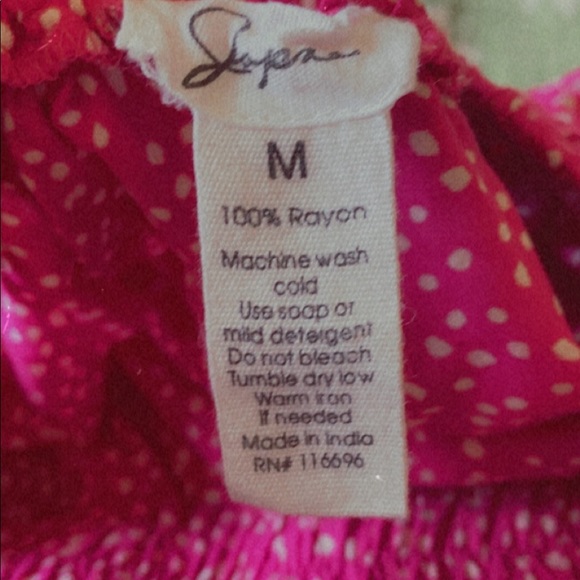 M
100% Rayon
Machine wash
cold
Use soap or
mild detergent
Do not bleach
Tumble dry low
Warm iron
If needed
Made in India
RN# 116696